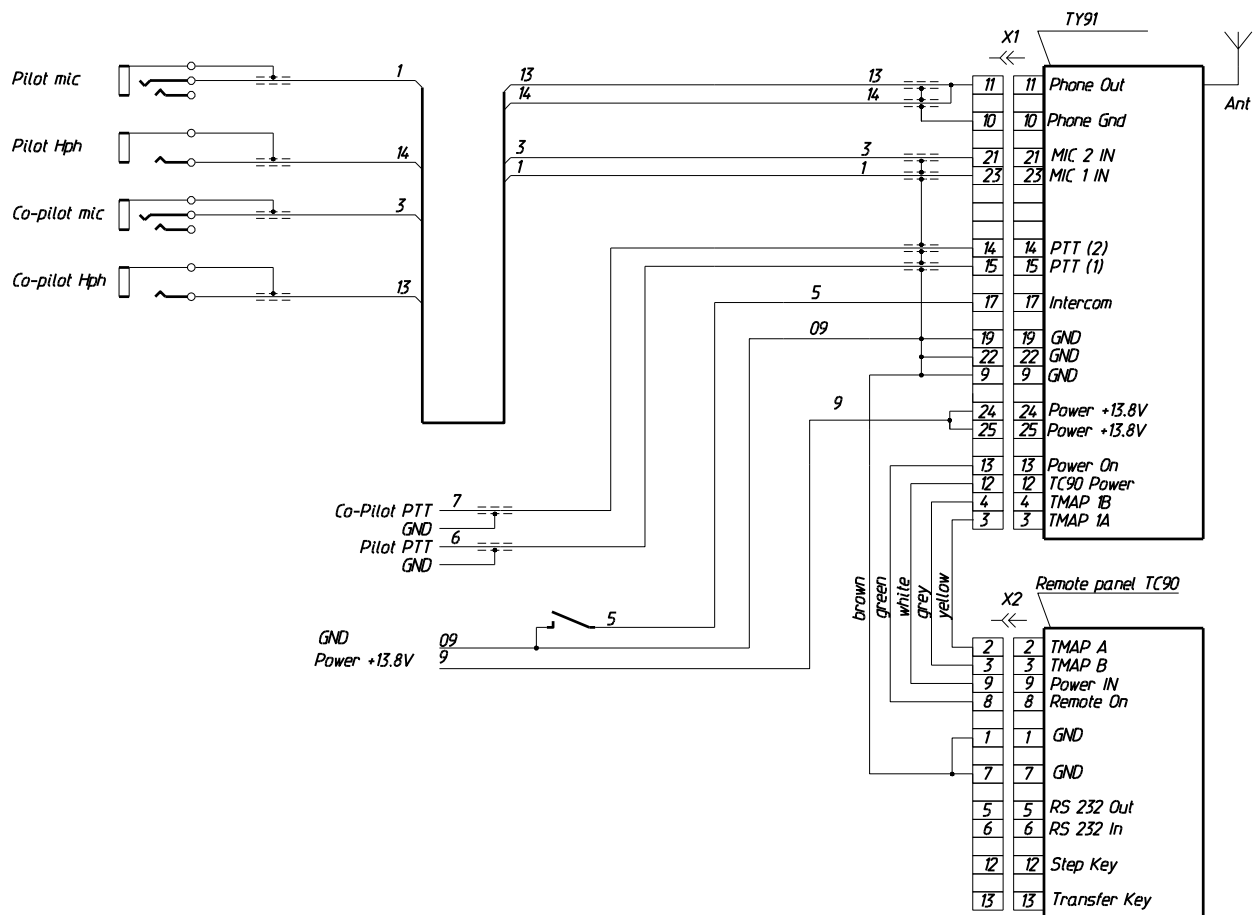 TY91
X1
Ant
Pilot mic
1
Pilot Hph
14
Co-pilot mic
3
Co-pilot Hph
13
13 13
14 14
3 3
1 1
11 11 Phone Out
10 10 Phone Gnd
21 21 MIC 2 IN
23 23 MIC 1 IN
14 14 PTT (2)
15 15 PTT (1)
5
17 17 Intercom
09
19 19 GND
22 22 GND
9 9 GND
9
24 24 Power +13.8V
25 25 Power +13.8V
13 13 Power On
12 12 TC90 Power
4 4 TMAP 1B
3 3 TMAP 1A
Co-Pilot PTT 7
GND
Pilot PTT 6
GND
brown
green
white
grey
yellow
Remote panel TC90
X2
5
GND 09
Power +13.8V 9
2 2 TMAP A
3 3 TMAP B
9 9 Power IN
8 8 Remote On
1 1 GND
7 7 GND
5 5 RS 232 Out
6 6 RS 232 In
12 12 Step Key
13 13 Transfer Key